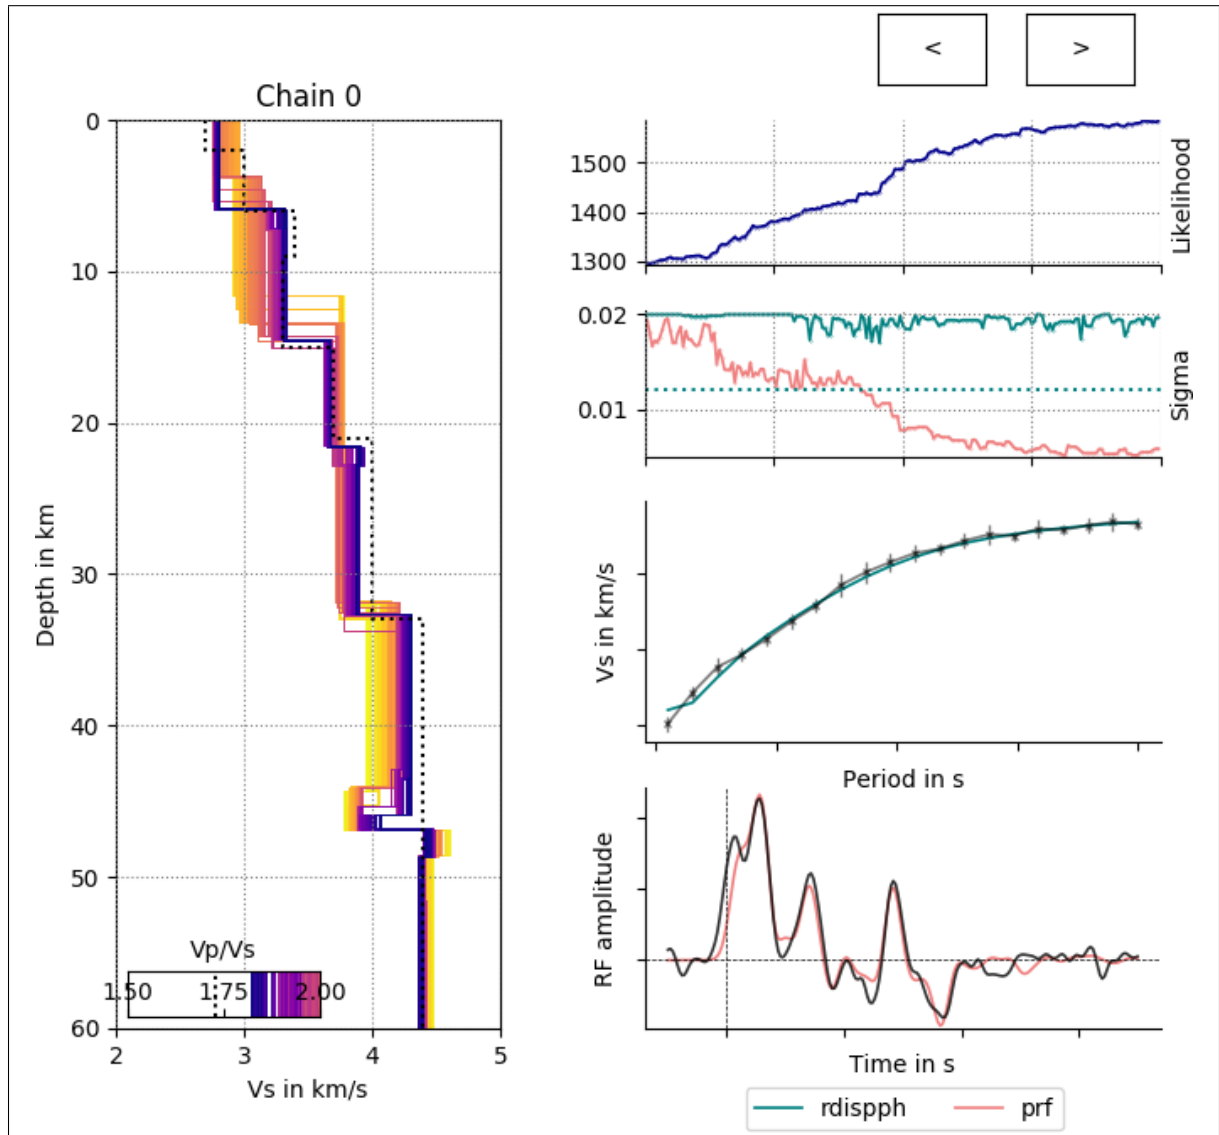 <
>
Chain 0
0
10
20
30
40
50
60
Depth in km
Vp/Vs
1.50
1.75
2.00
2
3
4
5
Vs in km/s
1500
1400
1300
Likelihood
0.02
0.01
Sigma
Vs in km/s
Period in s
RF amplitude
Time in s
rdispph
prf